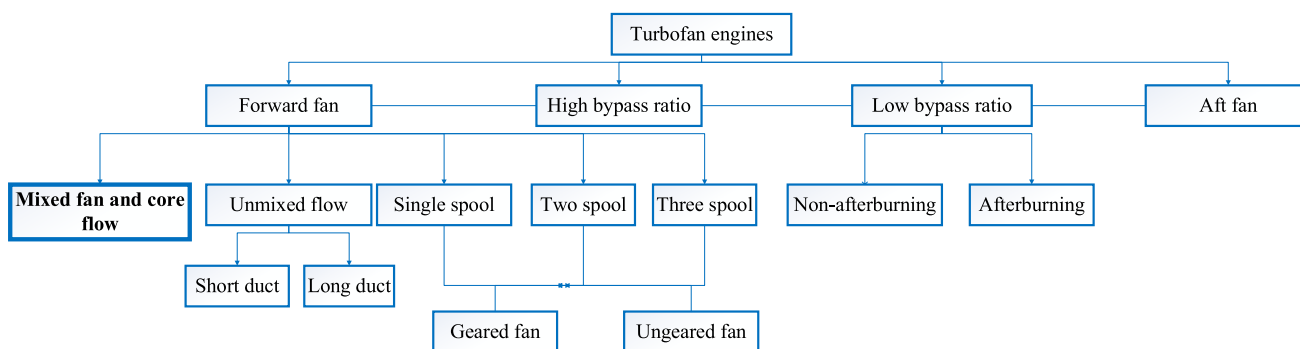 Turbofan engines
Forward fan
High bypass ratio
Low bypass ratio
Aft fan
Mixed fan and core
flow
Unmixed flow
Single spool
Two spool
Three spool
Non-afterburning
Afterburning
Short duct
Long duct
Geared fan
Ungeared fan